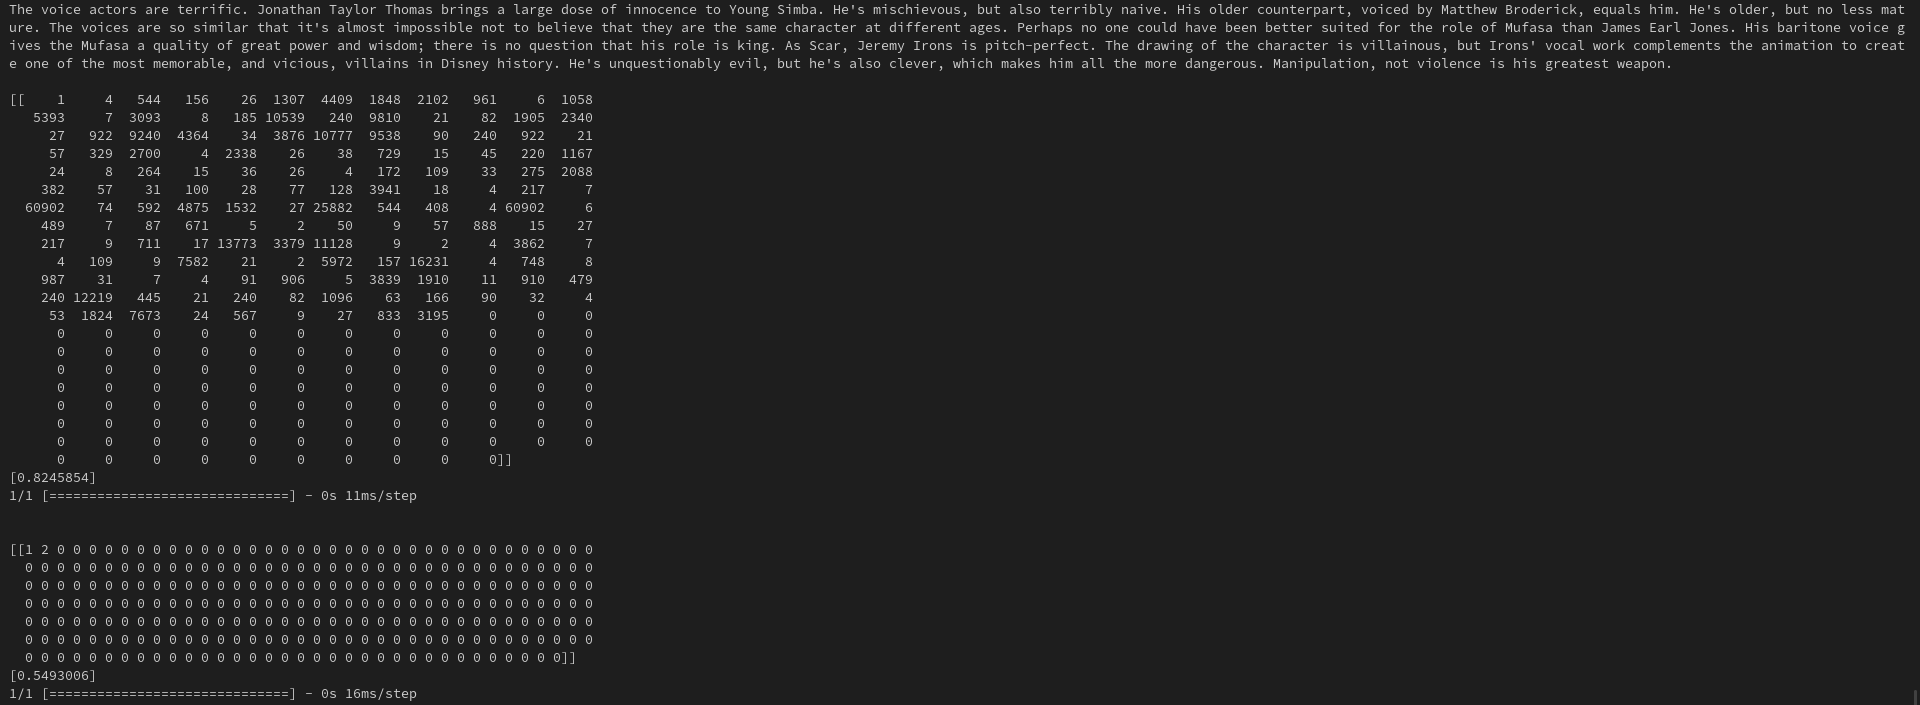 The voice actors are terrific. Jonathan Taylor Thomas brings a large dose of innocence to Young Simba. He's mischievous, but also terribly naive. His older counterpart, voiced by Matthew Broderick, equals him. He's older, but no less mat
ure. The voices are so similar that it's almost impossible not to believe that they are the same character at different ages. Perhaps no one could have been better suited for the role of Mufasa than James Earl Jones. His baritone voice g
ives the Mufasa a quality of great power and wisdom; there is no question that his role is king. As Scar, Jeremy Irons is pitch-perfect. The drawing of the character is villainous, but Irons' vocal work complements the animation to creat
e one of the most memorable, and vicious, villains in Disney history. He's unquestionably evil, but he's also clever, which makes him all the more dangerous. Manipulation, not violence is his greatest weapon.
[[ 1 4 544 156 26 1307 4409 1848 2102 961 6 1058
5393 7 3093 8 185 10539 240 9810 21 82 1905 2340
27 922 9240 4364 34 3876 10777 9538 90 240 922 21
57 329 2700 4 2338 26 38 729 15 45 220 1167
24 8 264 15 36 26 4 172 109 33 275 2088
382 57 31 100 28 77 128 3941 18 4 217 7
60902 74 592 4875 1532 27 25882 544 408 4 60902 6
489 7 87 671 5 2 50 9 57 888 15 27
217 9 711 17 13773 3379 11128 9 2 4 3862 7
4 109 9 7582 21 2 5972 157 16231 4 748 8
987 31 7 4 91 906 5 3839 1910 11 910 479
240 12219 445 21 240 82 1096 63 166 90 32 4
53 1824 7673 24 567 9 27 833 3195 0 0 0
0 0 0 0 0 0 0 0 0 0 0 0
0 0 0 0 0 0 0 0 0 0 0 0
0 0 0 0 0 0 0 0 0 0 0 0
0 0 0 0 0 0 0 0 0 0 0 0
0 0 0 0 0 0 0 0 0 0 0 0
0 0 0 0 0 0 0 0 0 0 0 0
0 0 0 0 0 0 0 0 0 0 0 0
0 0 0 0 0 0 0 0 0 0]]
[0.8245854]
1/1 [==============================] - 0s 11ms/step
[[1 2 0 0 0 0 0 0 0 0 0 0 0 0 0 0 0 0 0 0 0 0 0 0 0 0 0 0 0 0 0 0 0 0 0 0
0 0 0 0 0 0 0 0 0 0 0 0 0 0 0 0 0 0 0 0 0 0 0 0 0 0 0 0 0 0 0 0 0 0 0 0
0 0 0 0 0 0 0 0 0 0 0 0 0 0 0 0 0 0 0 0 0 0 0 0 0 0 0 0 0 0 0 0 0 0 0 0
0 0 0 0 0 0 0 0 0 0 0 0 0 0 0 0 0 0 0 0 0 0 0 0 0 0 0 0 0 0 0 0 0 0 0 0
0 0 0 0 0 0 0 0 0 0 0 0 0 0 0 0 0 0 0 0 0 0 0 0 0 0 0 0 0 0 0 0 0 0 0 0
0 0 0 0 0 0 0 0 0 0 0 0 0 0 0 0 0 0 0 0 0 0 0 0 0 0 0 0 0 0 0 0 0 0 0 0
0 0 0 0 0 0 0 0 0 0 0 0 0 0 0 0 0 0 0 0 0 0 0 0 0 0 0 0 0 0 0 0 0 0]]
[0.5493006]
1/1 [==============================] - 0s 16ms/step